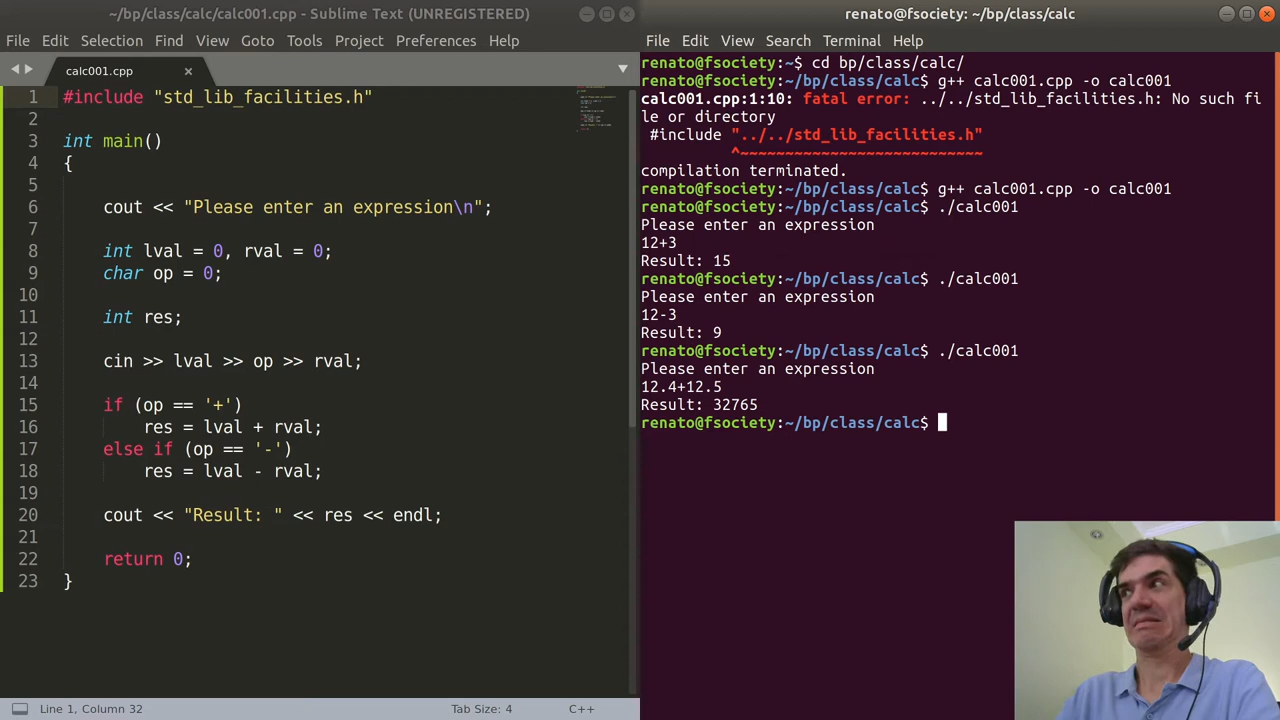 ~/bp/class/calc/calc001.cpp - Sublime Text (UNREGISTERED)
File Edit Selection Find View Goto Tools Project Preferences Help
calc001.cpp ×
1 #include "std_lib_facilities.h"
2
3 int main()
4 {
5
6 cout << "Please enter an expression\n";
7
8 int lval = 0, rval = 0;
9 char op = 0;
10
11 int res;
12
13 cin >> lval >> op >> rval;
14
15 if (op == '+')
16 res = lval + rval;
17 else if (op == '-')
18 res = lval - rval;
19
20 cout << "Result: " << res << endl;
21
22 return 0;
23 }
Line 1, Column 32 Tab Size: 4 C++
renato@fsociety: ~/bp/class/calc
File Edit View Search Terminal Help
renato@fsociety:~$ cd bp/class/calc/
renato@fsociety:~/bp/class/calc$ g++ calc001.cpp -o calc001
calc001.cpp:1:10: fatal error: ../../std_lib_facilities.h: No such fi
le or directory
#include "../../std_lib_facilities.h"
^~~~~~~~~~~~~~~~~~~~~~~~~~~~
compilation terminated.
renato@fsociety:~/bp/class/calc$ g++ calc001.cpp -o calc001
renato@fsociety:~/bp/class/calc$ ./calc001
Please enter an expression
12+3
Result: 15
renato@fsociety:~/bp/class/calc$ ./calc001
Please enter an expression
12-3
Result: 9
renato@fsociety:~/bp/class/calc$ ./calc001
Please enter an expression
12.4+12.5
Result: 32765
renato@fsociety:~/bp/class/calc$